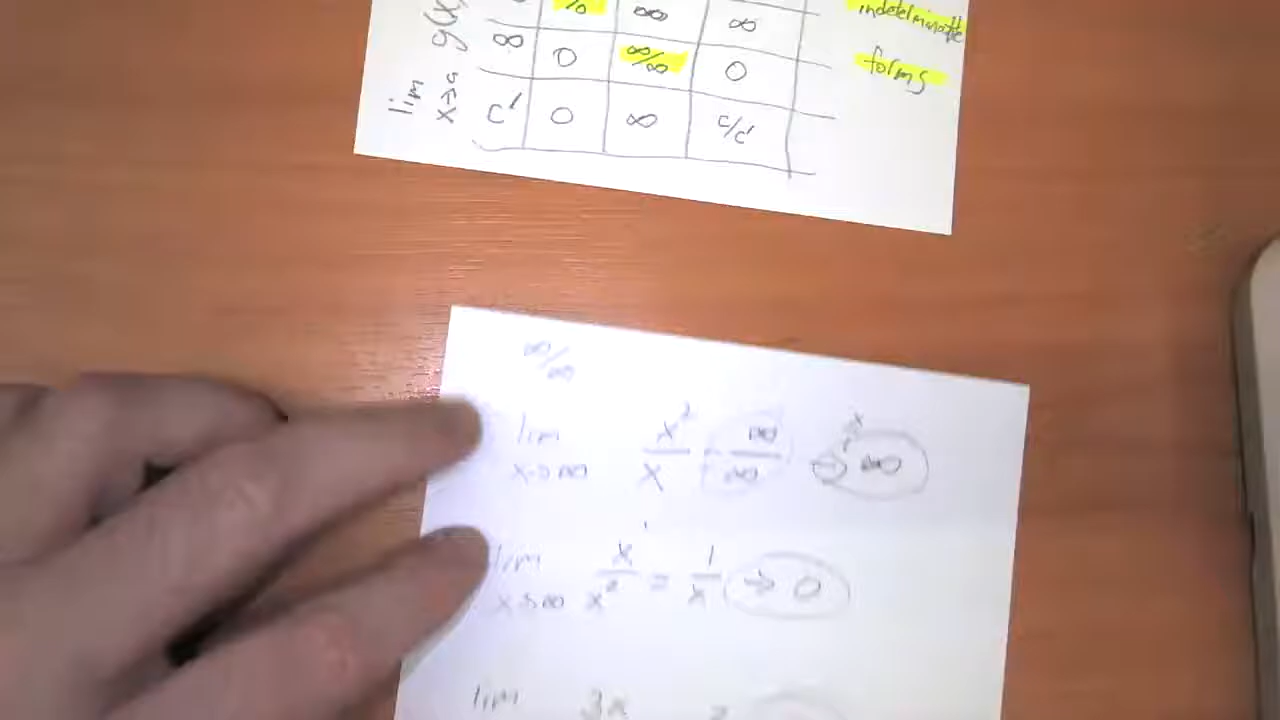 % ∞ ∞ indeterminate
g(x) ∞ 0 ∞/∞ 0 forms
lim x→a c' 0 ∞ c/c'
∞/∞
lim x→∞ x²/x = ∞/∞ → ∞
lim x→∞ x/x² = 1/x → 0
lim 3x =